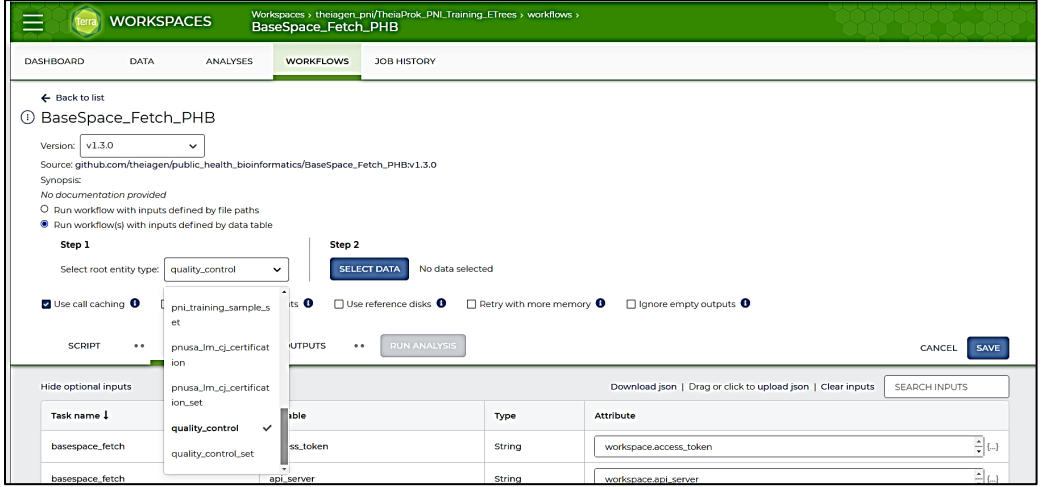 Terra
WORKSPACES
Workspaces › theiagen_pni/TheiaProk_PNI_Training_ETrees › workflows ›
BaseSpace_Fetch_PHB
DASHBOARD DATA ANALYSES WORKFLOWS JOB HISTORY
Back to list
BaseSpace_Fetch_PHB
Version: v1.3.0
Source: github.com/theiagen/public_health_bioinformatics/BaseSpace_Fetch_PHB:v1.3.0
Synopsis:
No documentation provided
Run workflow with inputs defined by file paths
Run workflow(s) with inputs defined by data table
Step 1 Step 2
Select root entity type: quality_control SELECT DATA No data selected
Use call caching Use reference disks Retry with more memory Ignore empty outputs
pni_training_sample_s
et
pnusa_lm_cj_certificat
ion
pnusa_lm_cj_certificat
ion_set
quality_control
quality_control_set
SCRIPT RUN ANALYSIS CANCEL SAVE
Hide optional inputs Download json | Drag or click to upload json | Clear inputs SEARCH INPUTS
Task name Type Attribute
basespace_fetch String workspace.access_token {...}
basespace_fetch api_server String workspace.api_server {...}